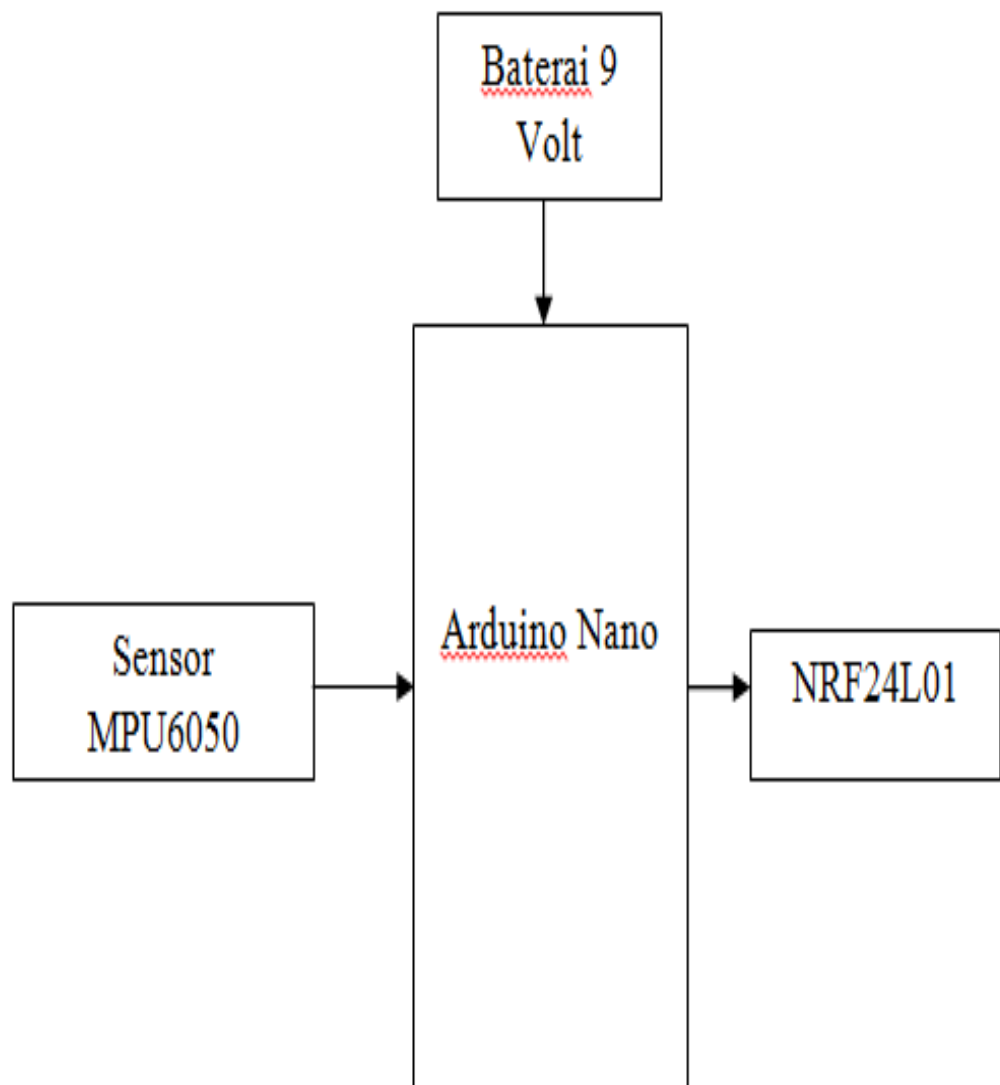 Baterai 9
Volt
Arduino Nano
Sensor
MPU6050
NRF24L01